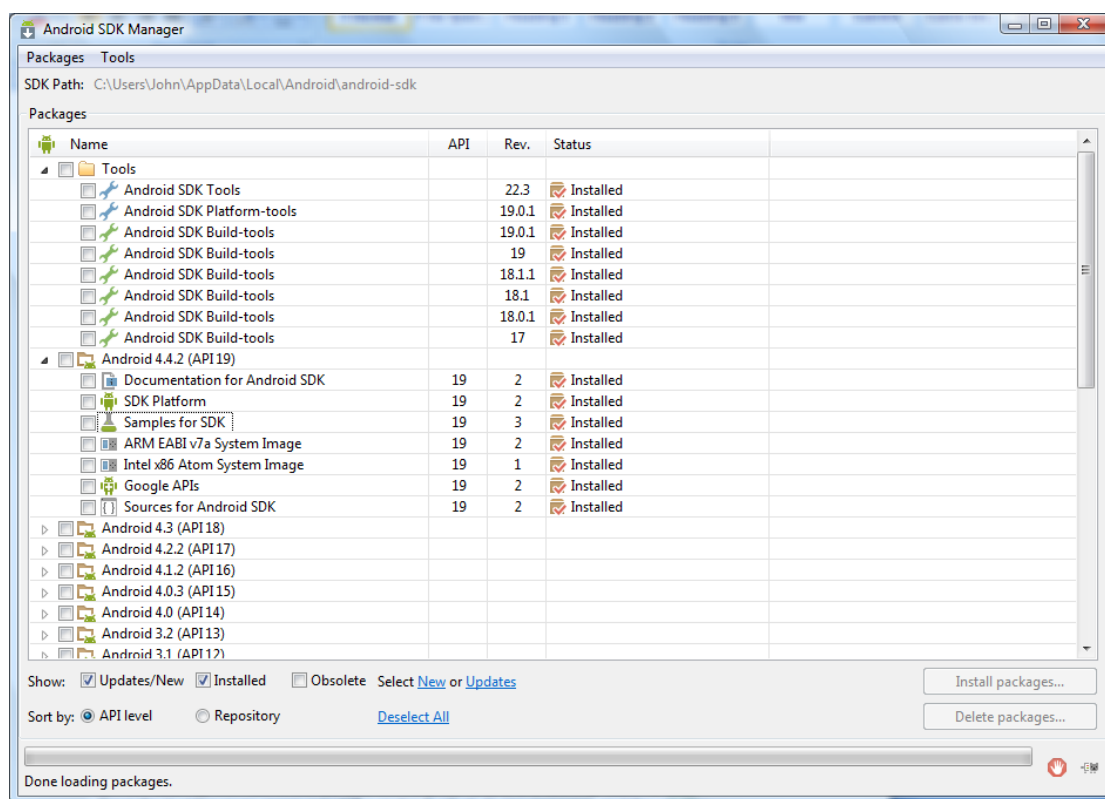 Android SDK Manager
Packages Tools
SDK Path: C:\Users\John\AppData\Local\Android\android-sdk
Packages
Name API Rev. Status
Tools
Android SDK Tools 22.3 Installed
Android SDK Platform-tools 19.0.1 Installed
Android SDK Build-tools 19.0.1 Installed
Android SDK Build-tools 19 Installed
Android SDK Build-tools 18.1.1 Installed
Android SDK Build-tools 18.1 Installed
Android SDK Build-tools 18.0.1 Installed
Android SDK Build-tools 17 Installed
Android 4.4.2 (API 19)
Documentation for Android SDK 19 2 Installed
SDK Platform 19 2 Installed
Samples for SDK 19 3 Installed
ARM EABI v7a System Image 19 2 Installed
Intel x86 Atom System Image 19 1 Installed
Google APIs 19 2 Installed
Sources for Android SDK 19 2 Installed
Android 4.3 (API 18)
Android 4.2.2 (API 17)
Android 4.1.2 (API 16)
Android 4.0.3 (API 15)
Android 4.0 (API 14)
Android 3.2 (API 13)
Android 3.1 (API 12)
Show: Updates/New Installed Obsolete Select New or Updates Install packages...
Sort by: API level Repository Deselect All Delete packages...
Done loading packages.